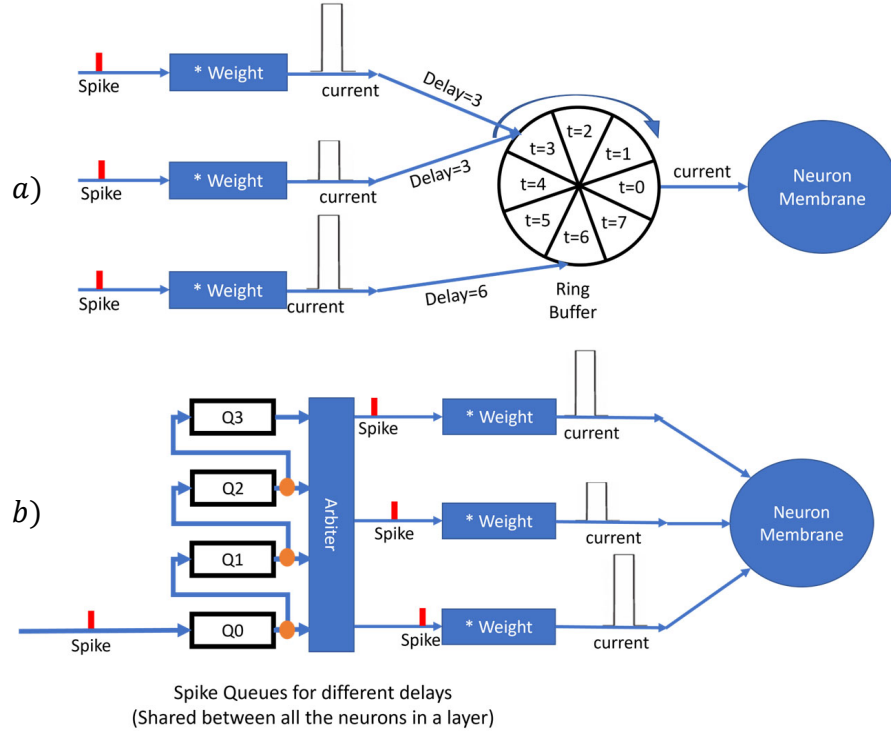 a)
Spike
* Weight
current
Delay=3
Spike
* Weight
current
Delay=3
Spike
* Weight
current
Delay=6
t=2
t=3
t=1
t=4
t=0
t=5
t=7
t=6
Ring
Buffer
current
Neuron
Membrane
b)
Spike
Q3
Q2
Q1
Q0
Arbiter
Spike
* Weight
current
Spike
* Weight
current
Spike
* Weight
current
Neuron
Membrane
Spike Queues for different delays
(Shared between all the neurons in a layer)